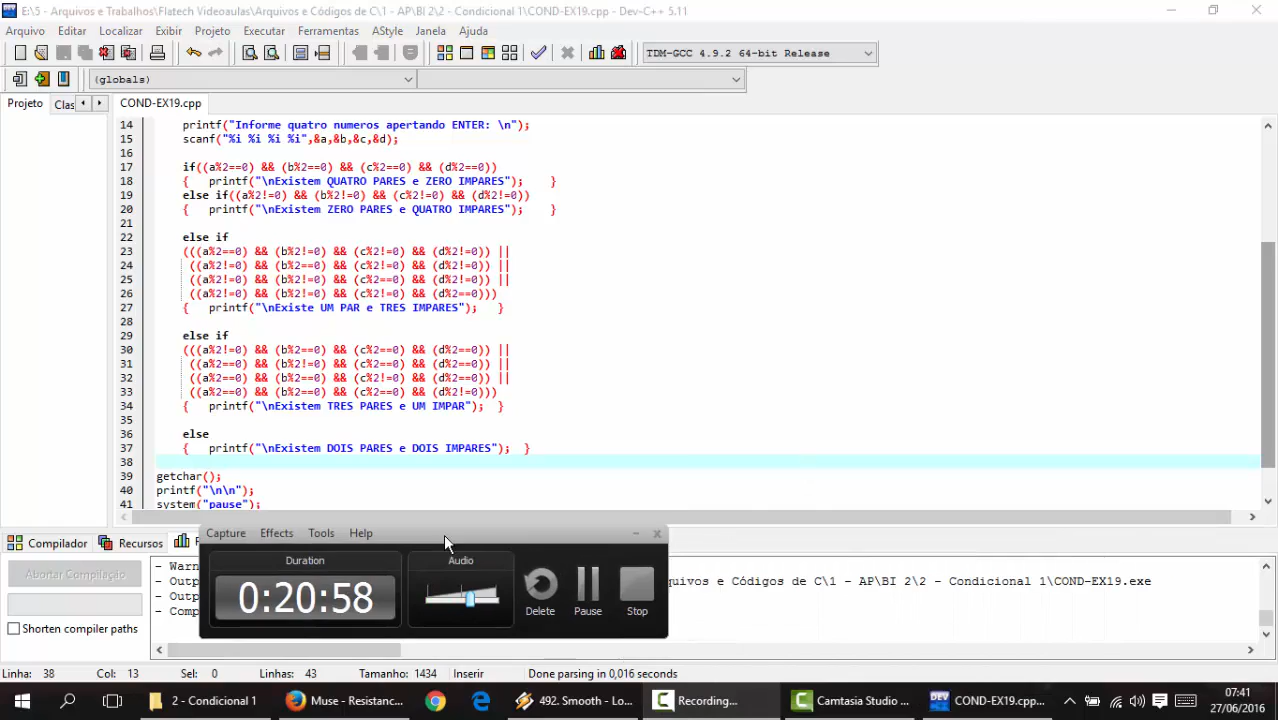 E:\5 - Arquivos e Trabalhos\Flatech Videoaulas\Arquivos e Códigos de C\1 - AP\BI 2\2 - Condicional 1\COND-EX19.cpp - Dev-C++ 5.11
Arquivo Editar Localizar Exibir Projeto Executar Ferramentas AStyle Janela Ajuda
TDM-GCC 4.9.2 64-bit Release
(globals)
Projeto Clas COND-EX19.cpp
14 printf("Informe quatro numeros apertando ENTER: \n");
15 scanf("%i %i %i %i",&a,&b,&c,&d);
16
17 if((a%2==0) && (b%2==0) && (c%2==0) && (d%2==0))
18 { printf("\nExistem QUATRO PARES e ZERO IMPARES"); }
19 else if((a%2!=0) && (b%2!=0) && (c%2!=0) && (d%2!=0))
20 { printf("\nExistem ZERO PARES e QUATRO IMPARES"); }
21
22 else if
23 (((a%2==0) && (b%2!=0) && (c%2!=0) && (d%2!=0)) ||
24 ((a%2!=0) && (b%2==0) && (c%2!=0) && (d%2!=0)) ||
25 ((a%2!=0) && (b%2!=0) && (c%2==0) && (d%2!=0)) ||
26 ((a%2!=0) && (b%2!=0) && (c%2!=0) && (d%2==0)))
27 { printf("\nExiste UM PAR e TRES IMPARES"); }
28
29 else if
30 (((a%2!=0) && (b%2==0) && (c%2==0) && (d%2==0)) ||
31 ((a%2==0) && (b%2!=0) && (c%2==0) && (d%2==0)) ||
32 ((a%2==0) && (b%2==0) && (c%2!=0) && (d%2==0)) ||
33 ((a%2==0) && (b%2==0) && (c%2==0) && (d%2!=0)))
34 { printf("\nExistem TRES PARES e UM IMPAR"); }
35
36 else
37 { printf("\nExistem DOIS PARES e DOIS IMPARES"); }
38
39 getchar();
40 printf("\n\n");
41 system("pause");
Capture Effects Tools Help
Compilador Recursos
Duration Audio
0:20:58
Delete Pause Stop
Abortar Compilação
Shorten compiler paths
- Warn
- Outp quivos e Códigos de C\1 - AP\BI 2\2 - Condicional 1\COND-EX19.exe
- Outp
- Comp
Linha: 38 Col: 13 Sel: 0 Linhas: 43 Tamanho: 1434 Inserir Done parsing in 0,016 seconds
2 - Condicional 1 Muse - Resistanc... 492. Smooth - Lo... Recording... Camtasia Studio ... DEV COND-EX19.cpp... 07:41
27/06/2016